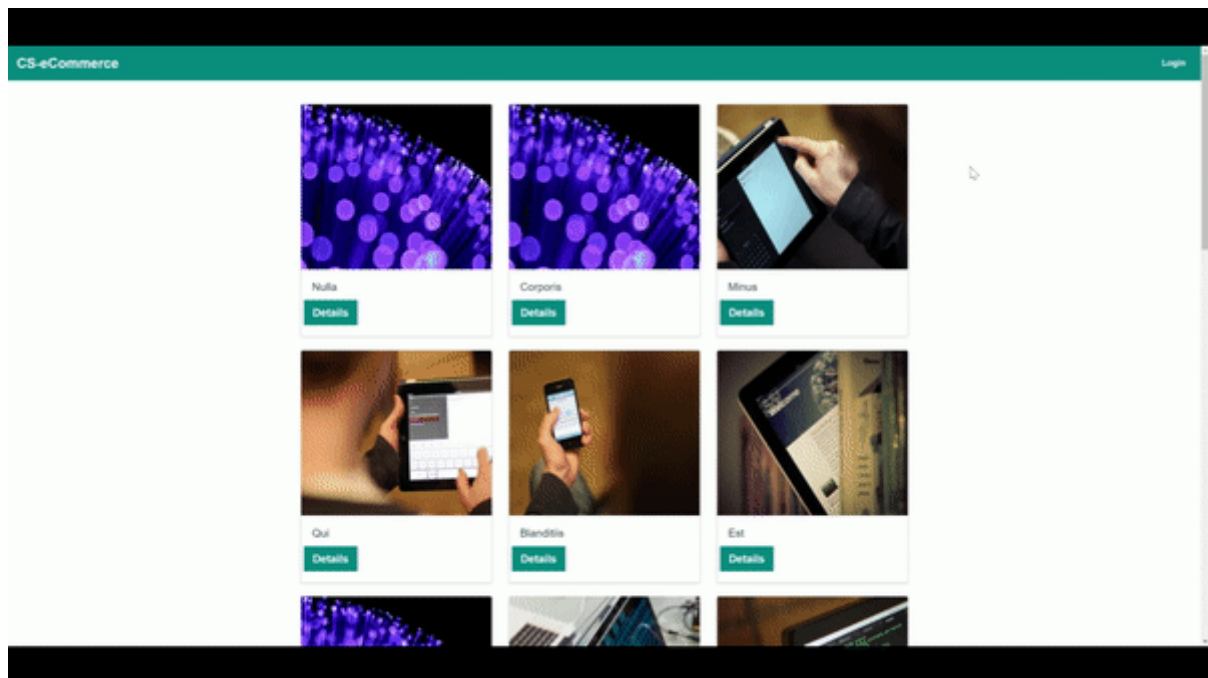 CS-eCommerce
Login
Nulla
Corporis
Minus
Details
Details
Details
Qui
Blanditiis
Est
Details
Details
Details